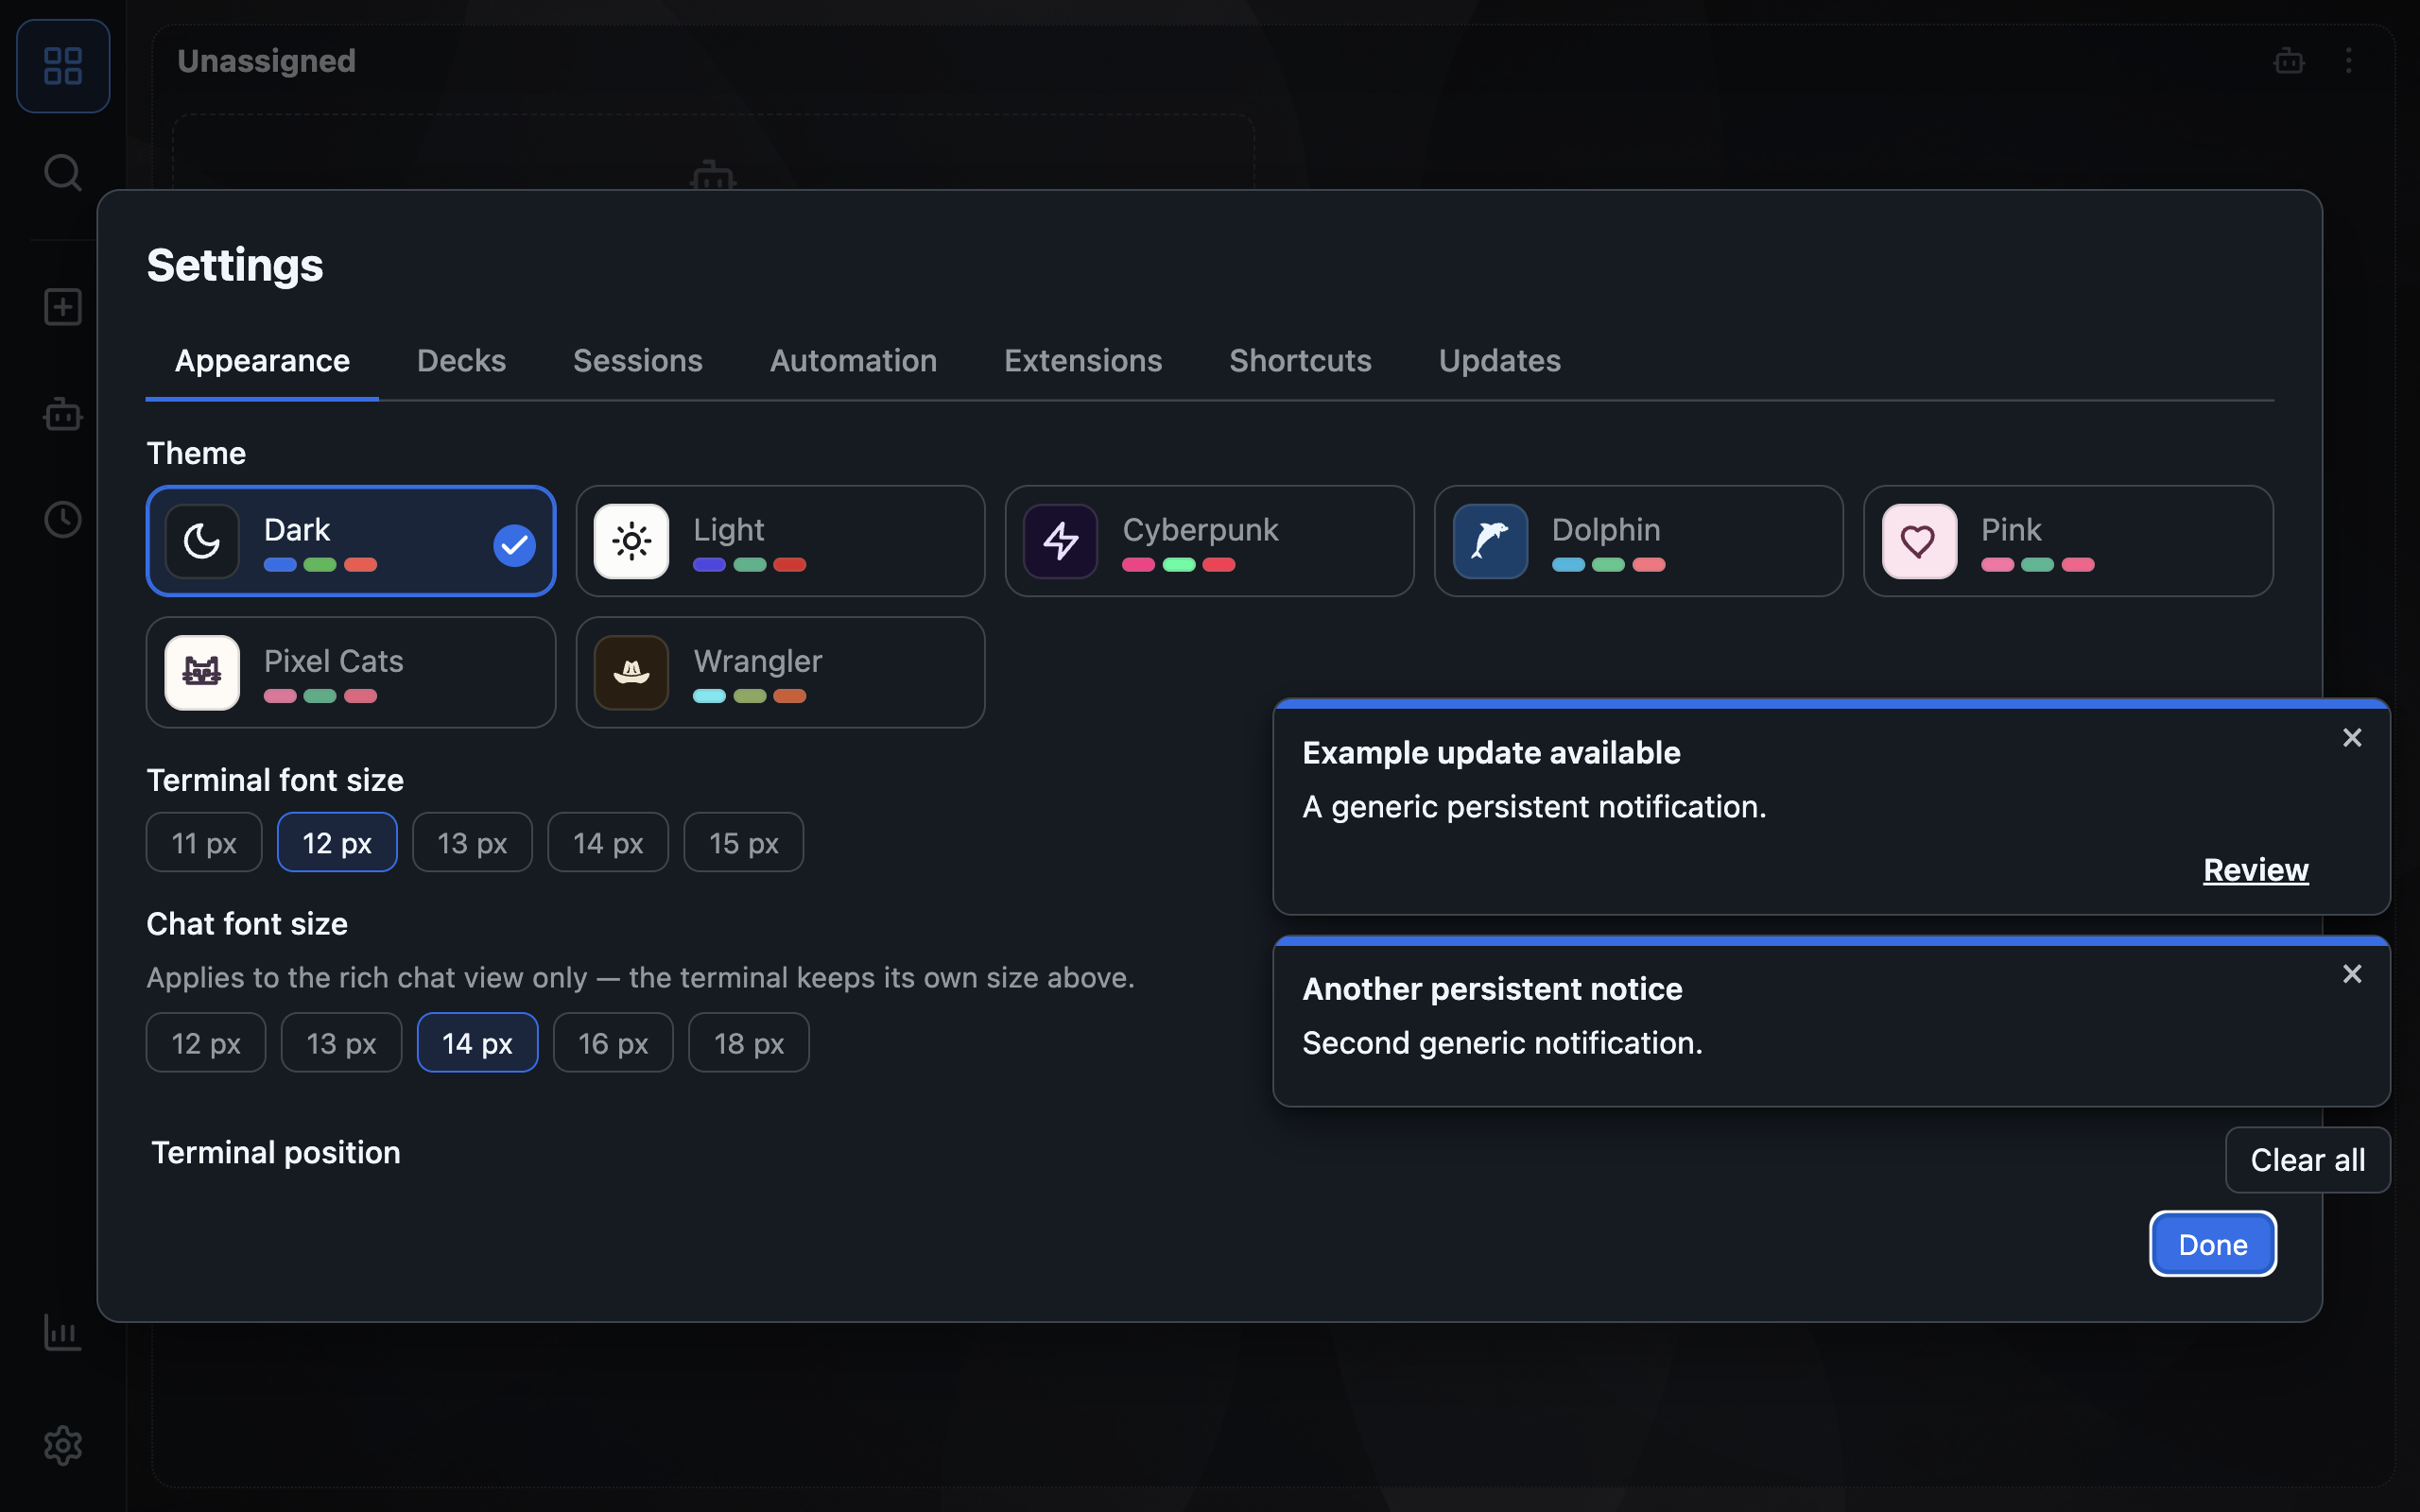 Unassigned
Settings
Appearance Decks Sessions Automation Extensions Shortcuts Updates
Theme
Dark Light Cyberpunk Dolphin Pink
Pixel Cats Wrangler
Terminal font size
11 px 12 px 13 px 14 px 15 px
Chat font size
Applies to the rich chat view only — the terminal keeps its own size above.
12 px 13 px 14 px 16 px 18 px
Terminal position
Example update available
A generic persistent notification.
Review
Another persistent notice
Second generic notification.
Clear all
Done